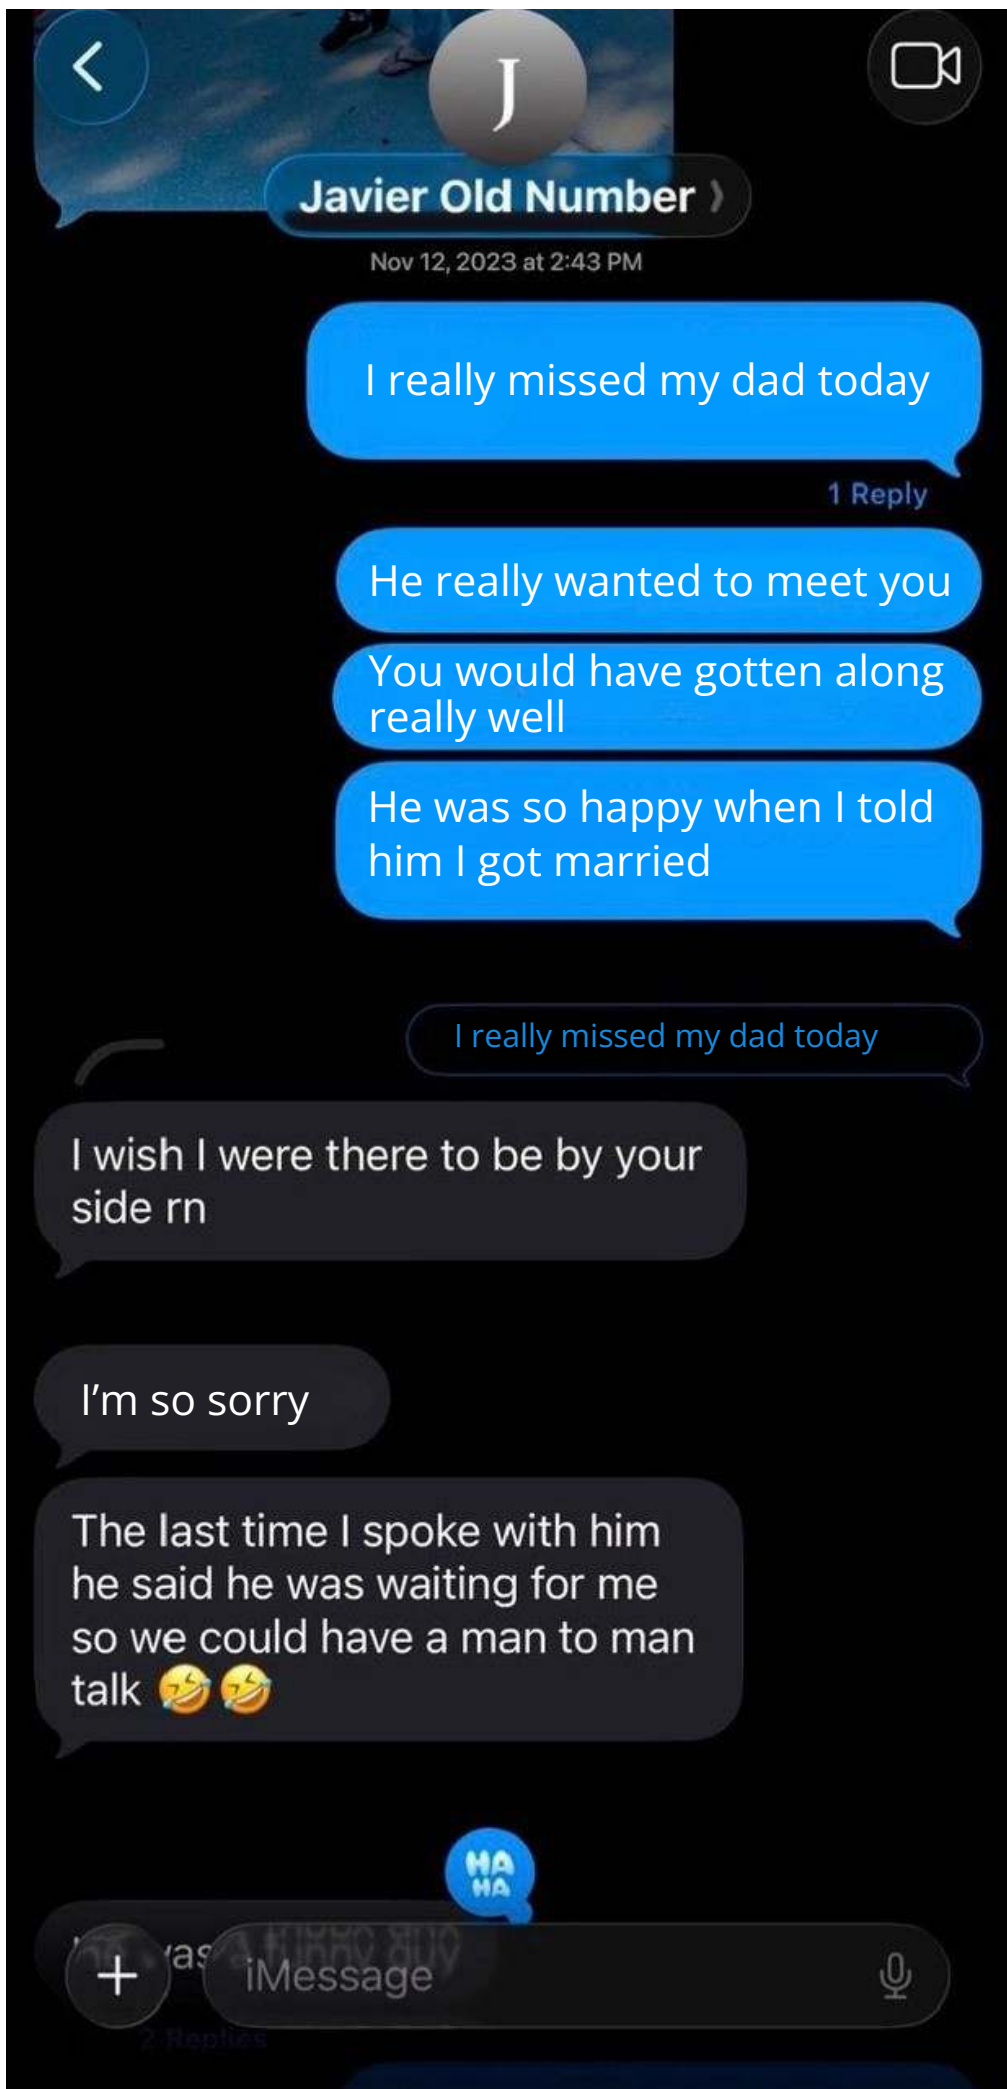 J
Javier Old Number
Nov 12, 2023 at 2:43 PM
I really missed my dad today
1 Reply
He really wanted to meet you
You would have gotten along
really well
He was so happy when I told
him I got married
I really missed my dad today
I wish I were there to be by your
side rn
I’m so sorry
The last time I spoke with him
he said he was waiting for me
so we could have a man to man
talk 🤣🤣
HA
HA
a funny guy
iMessage
2 Replies